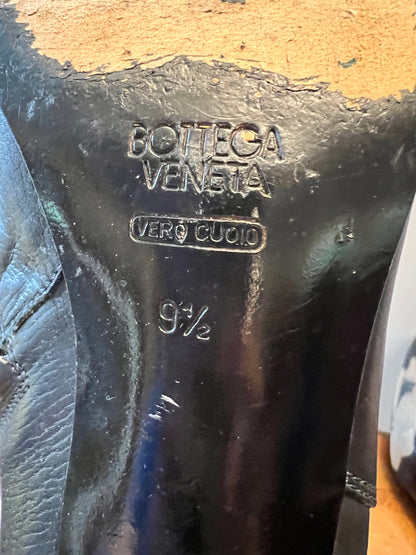 BOTTEGA
VENETA
VERO CUOIO
9½